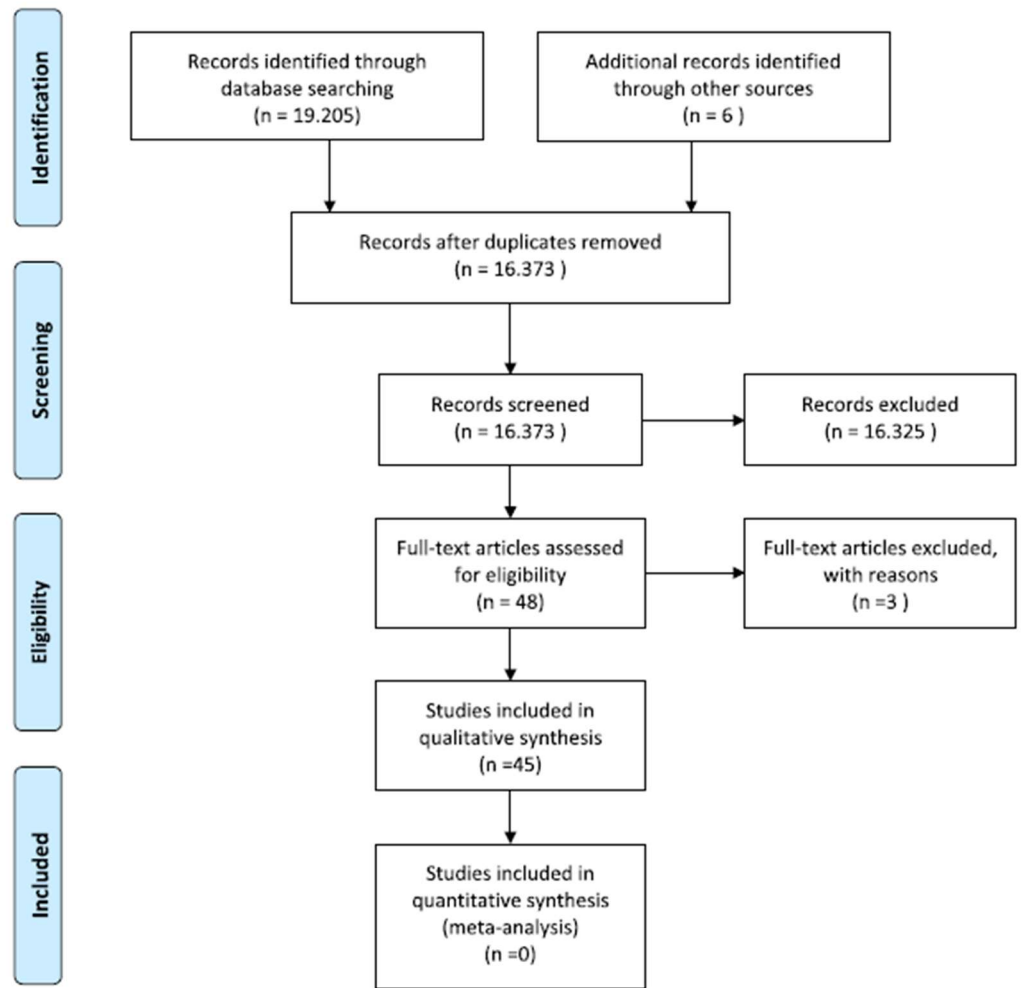 Identification
Records identified through
database searching
(n = 19.205)
Additional records identified
through other sources
(n = 6 )
Records after duplicates removed
(n = 16.373 )
Screening
Records screened
(n = 16.373 )
Records excluded
(n = 16.325 )
Eligibility
Full-text articles assessed
for eligibility
(n = 48)
Full-text articles excluded,
with reasons
(n =3 )
Studies included in
qualitative synthesis
(n =45)
Included
Studies included in
quantitative synthesis
(meta-analysis)
(n =0)